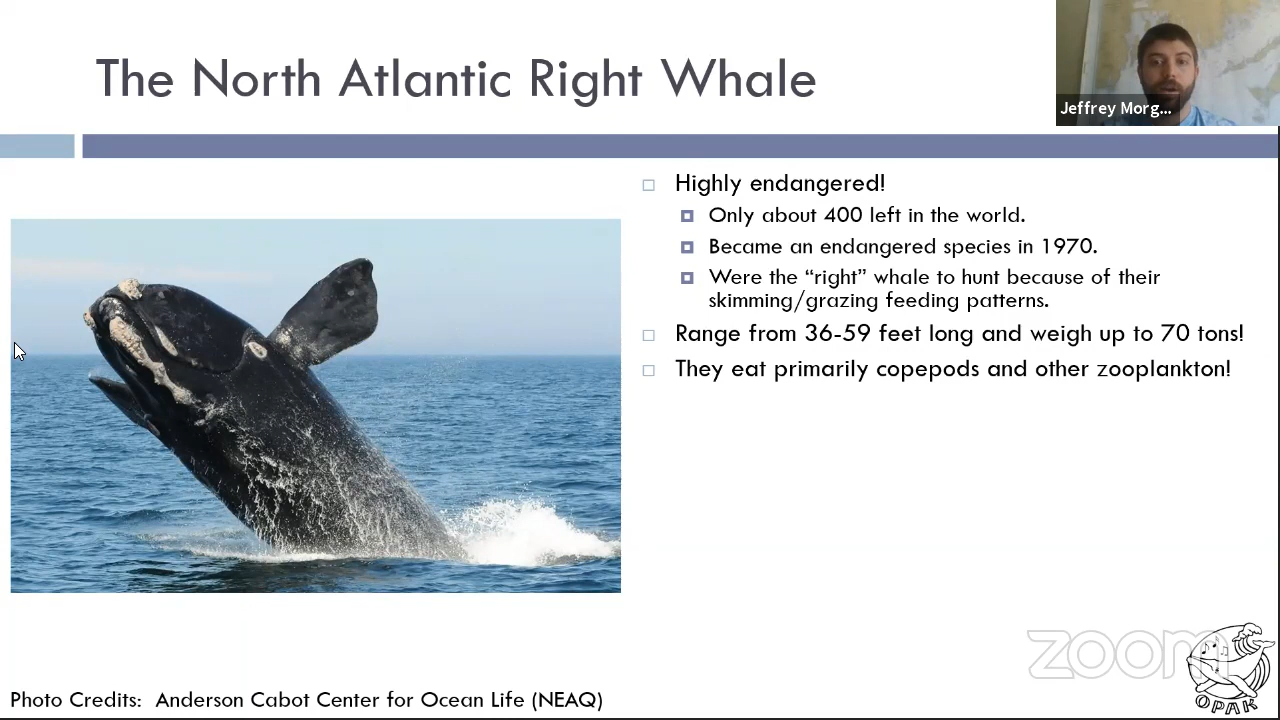 The North Atlantic Right Whale
Jeffrey Morg...
Highly endangered!
Only about 400 left in the world.
Became an endangered species in 1970.
Were the “right” whale to hunt because of their
skimming/grazing feeding patterns.
Range from 36-59 feet long and weigh up to 70 tons!
They eat primarily copepods and other zooplankton!
zoom
OPAK
Photo Credits: Anderson Cabot Center for Ocean Life (NEAQ)